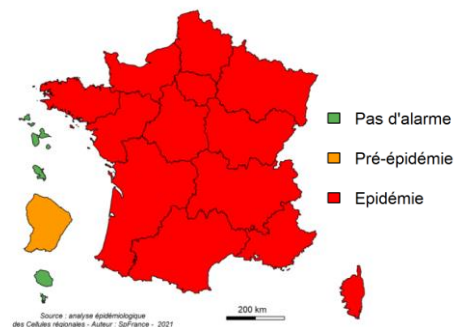 Pas d'alarme
Pré-épidémie
Epidémie
Source : analyse épidémiologique
des Cellules régionales - Auteur : SpFrance - 2021
200 km